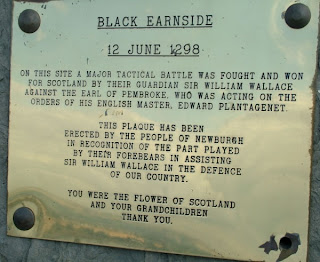 BLACK EARNSIDE
12 JUNE 1298
ON THIS SITE A MAJOR TACTICAL BATTLE WAS FOUGHT AND WON
FOR SCOTLAND BY THEIR GUARDIAN SIR WILLIAM WALLACE
AGAINST THE EARL OF PEMBROKE, WHO WAS ACTING ON THE
ORDERS OF HIS ENGLISH MASTER, EDWARD PLANTAGENET.
THIS PLAQUE HAS BEEN
ERECTED BY THE PEOPLE OF NEWBURGH
IN RECOGNITION OF THE PART PLAYED
BY THEIR FOREBEARS IN ASSISTING
SIR WILLIAM WALLACE IN THE DEFENCE
OF OUR COUNTRY.
YOU WERE THE FLOWER OF SCOTLAND
AND YOUR GRANDCHILDREN
THANK YOU.